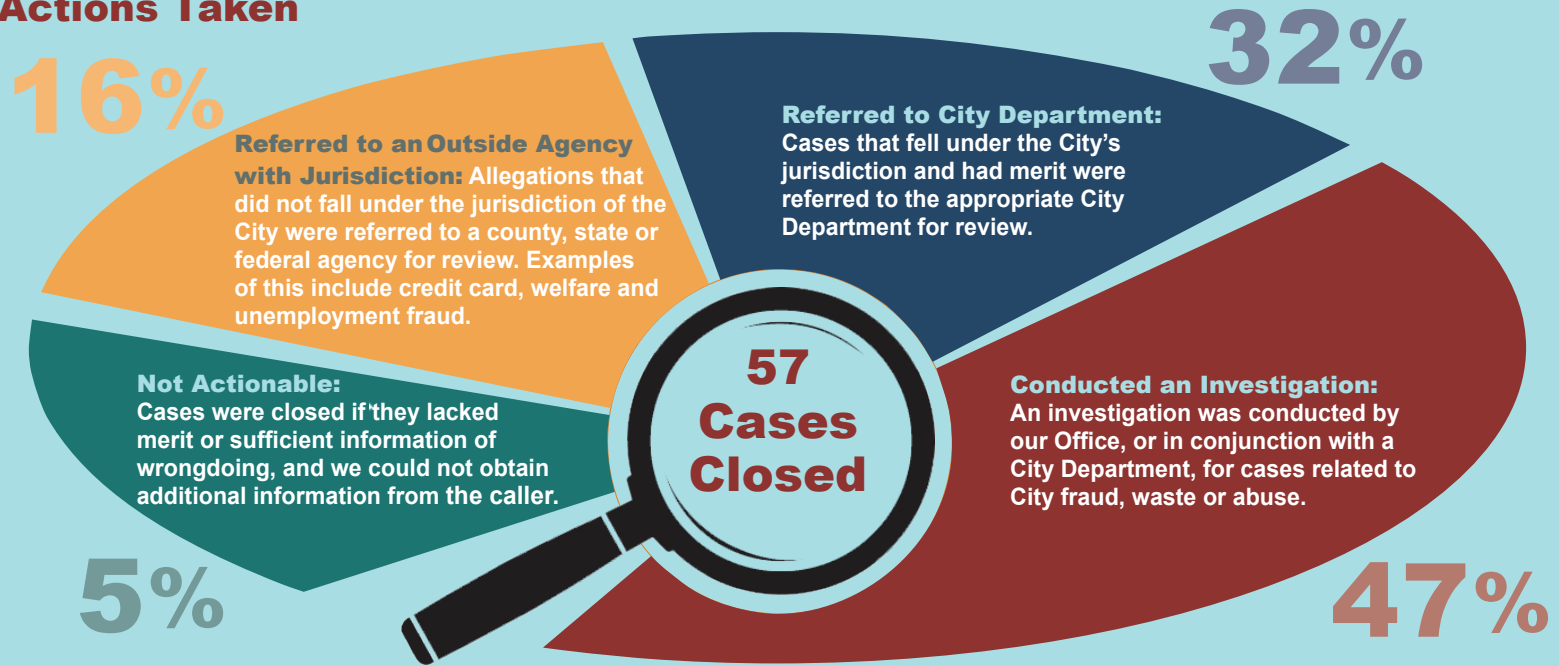 Actions Taken
16%
Referred to an Outside Agency
with Jurisdiction: Allegations that
did not fall under the jurisdiction of the
City were referred to a county, state or
federal agency for review. Examples
of this include credit card, welfare and
unemployment fraud.
32%
Referred to City Department:
Cases that fell under the City's
jurisdiction and had merit were
referred to the appropriate City
Department for review.
57
Cases
Closed
Not Actionable:
Cases were closed if they lacked
merit or sufficient information of
wrongdoing, and we could not obtain
additional information from the caller.
5%
Conducted an Investigation:
An investigation was conducted by
our Office, or in conjunction with a
City Department, for cases related to
City fraud, waste or abuse.
47%